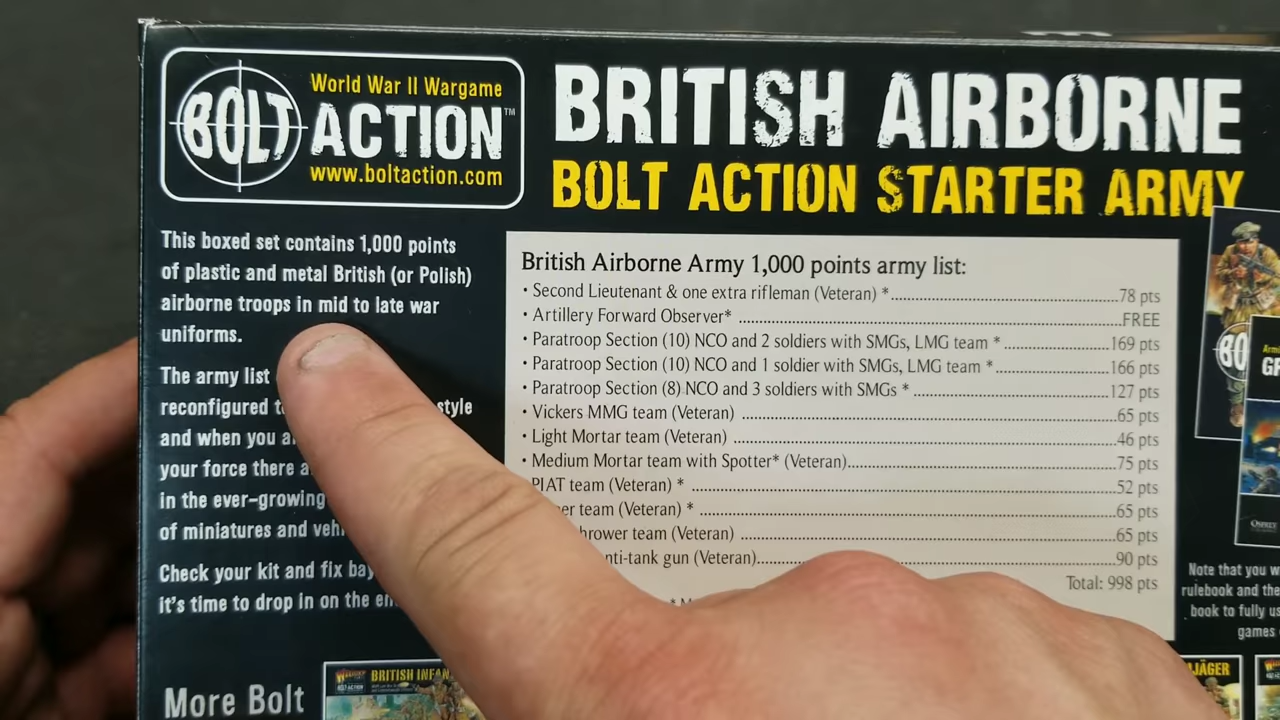 World War II Wargame
BOLT ACTION™
www.boltaction.com
BRITISH AIRBORNE
BOLT ACTION STARTER ARMY
This boxed set contains 1,000 points
of plastic and metal British (or Polish)
airborne troops in mid to late war
uniforms.
The army list
reconfigured style
and when you
your force there
in the ever-growing
of miniatures and
Check your kit and fix
it's time to drop in on the
British Airborne Army 1,000 points army list:
• Second Lieutenant & one extra rifleman (Veteran) * 78 pts
• Artillery Forward Observer* FREE
• Paratroop Section (10) NCO and 2 soldiers with SMGs, LMG team * 169 pts
• Paratroop Section (10) NCO and 1 soldier with SMGs, LMG team * 166 pts
• Paratroop Section (8) NCO and 3 soldiers with SMGs * 127 pts
• Vickers MMG team (Veteran) 65 pts
• Light Mortar team (Veteran) 46 pts
• Medium Mortar team with Spotter* (Veteran) 75 pts
PIAT team (Veteran) * 52 pts
team (Veteran) * 65 pts
team (Veteran) 65 pts
nti-tank gun (Veteran) 90 pts
Total: 998 pts
Note that you
rulebook and the
book to fully
games
More Bolt
BRITISH
BOLT ACTION
OSPREY